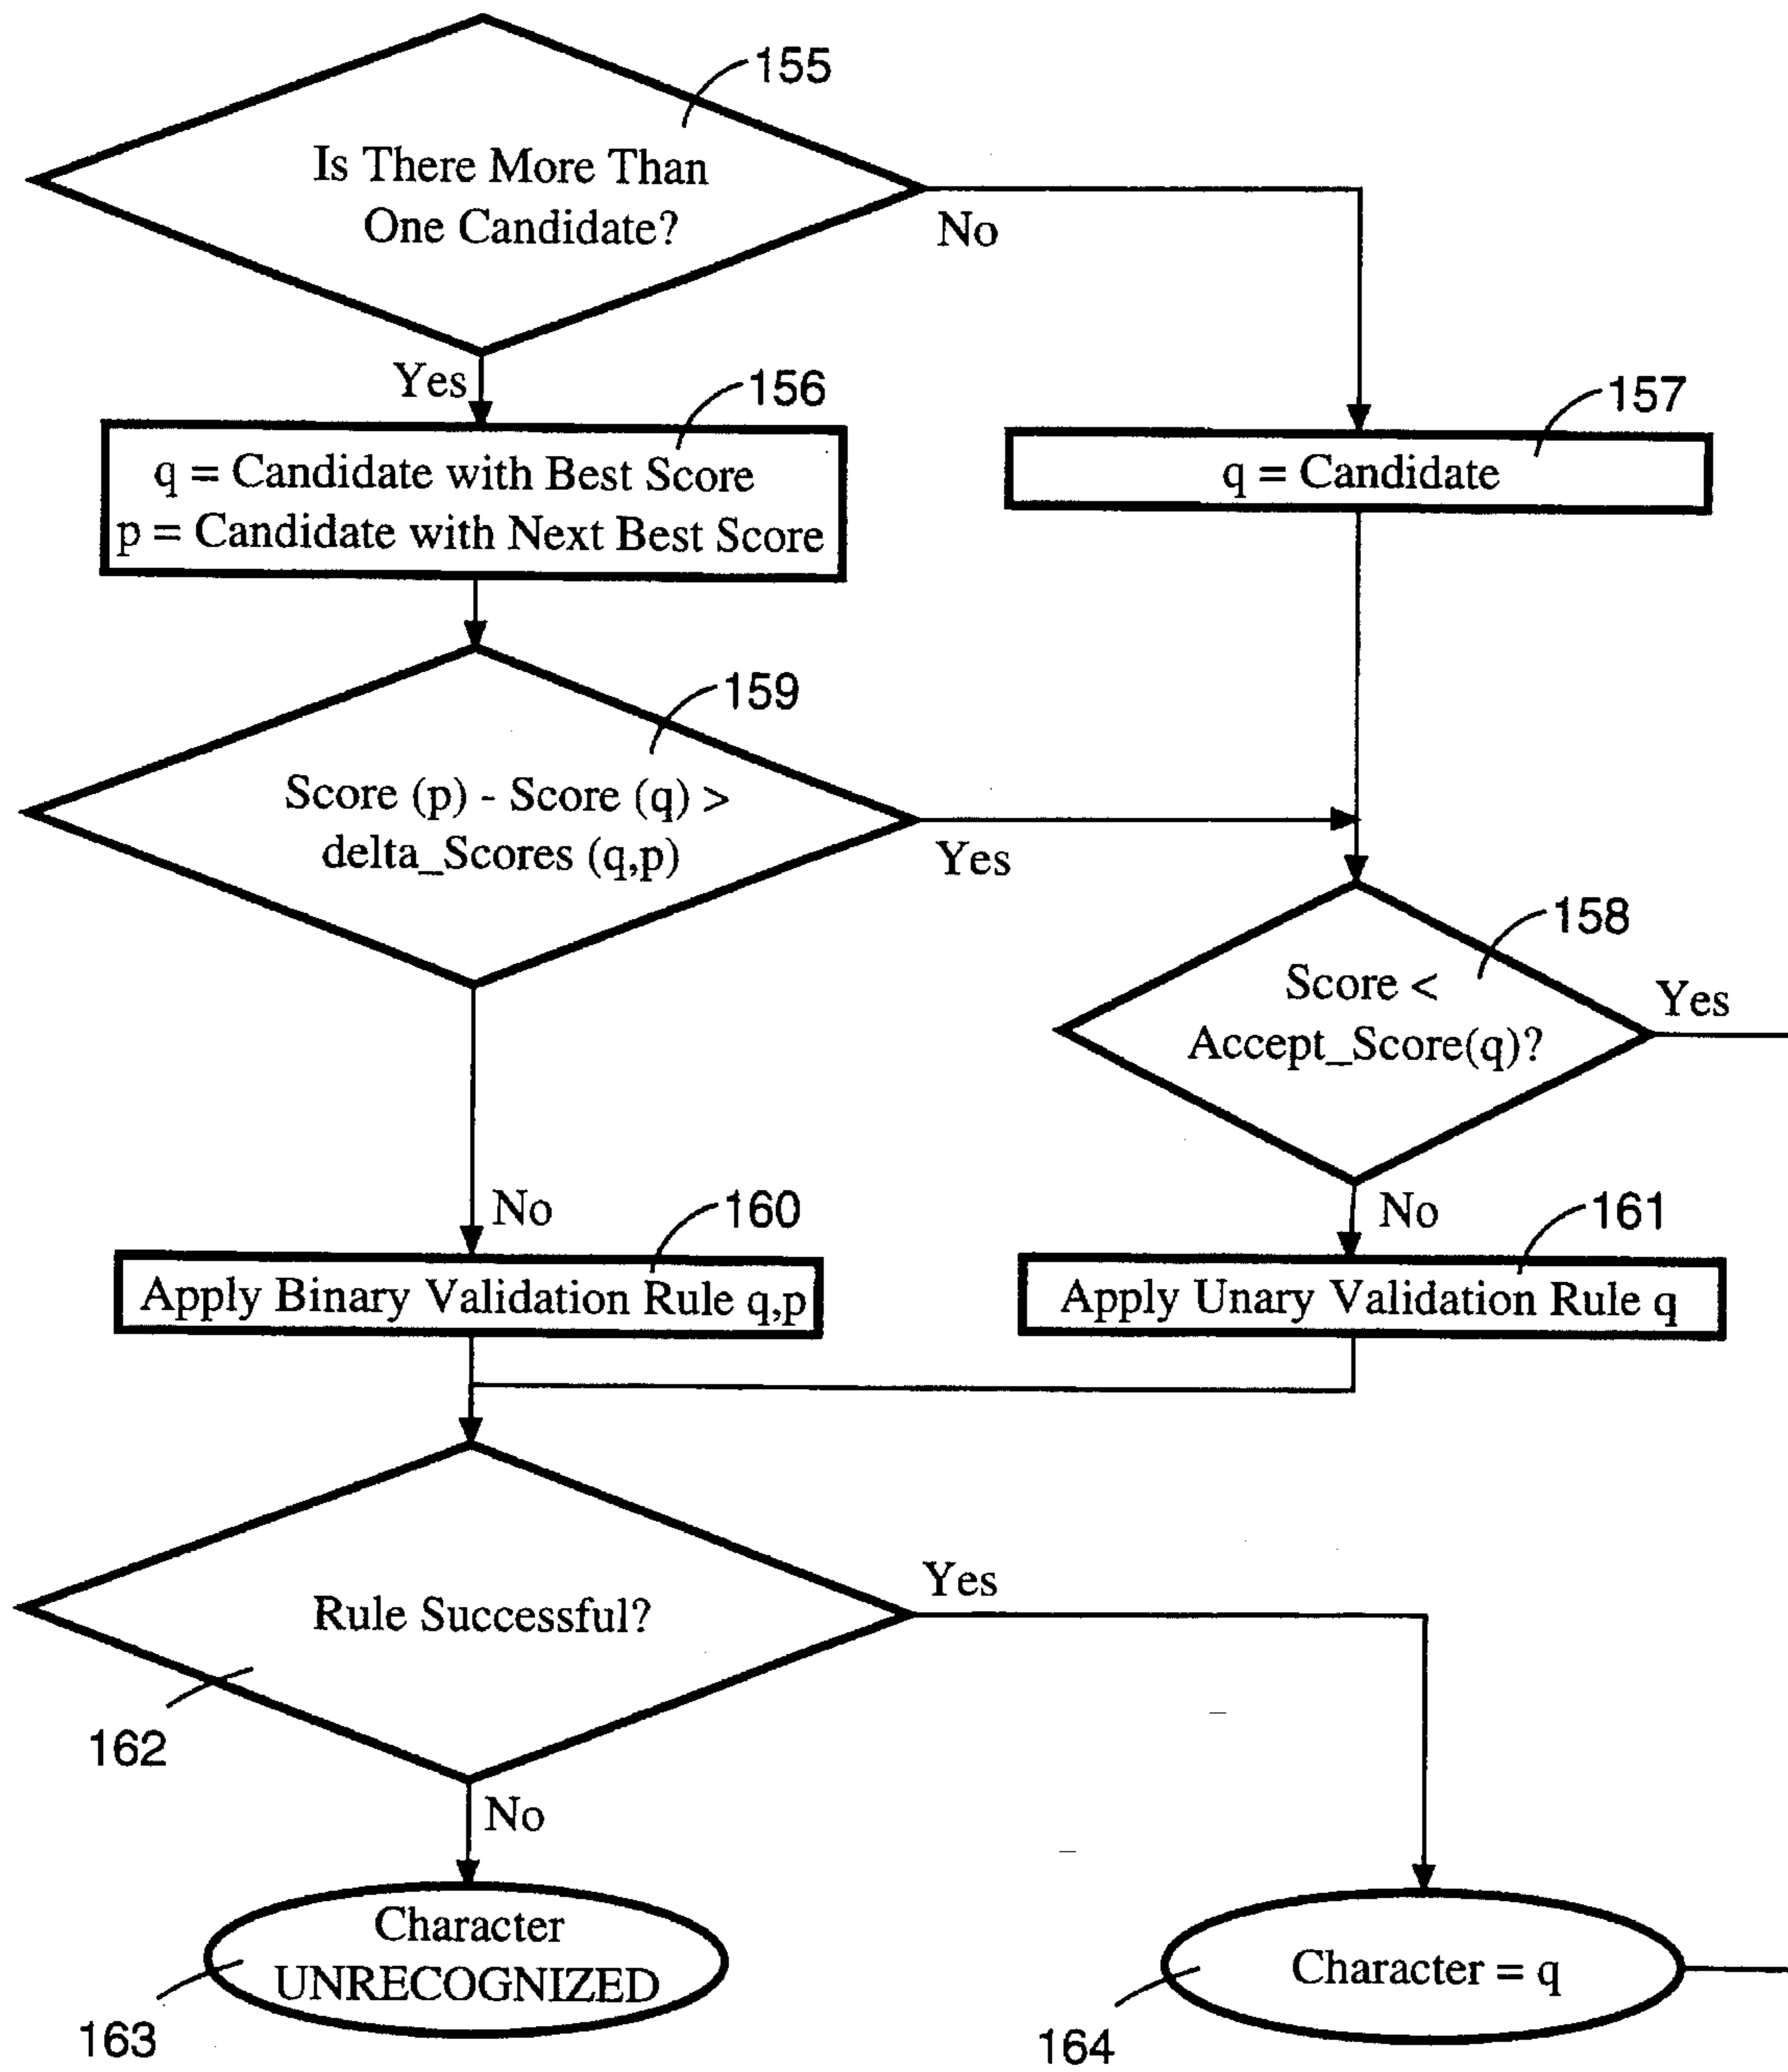 155
Is There More Than
One Candidate?
No
Yes
156
157
q = Candidate with Best Score
p = Candidate with Next Best Score
q = Candidate
159
Score (p) - Score (q) >
delta_Scores (q,p)
Yes
158
Score <
Accept_Score(q)?
Yes
No
160
No
161
Apply Binary Validation Rule q,p
Apply Unary Validation Rule q
Rule Successful?
Yes
162
No
Character
UNRECOGNIZED
163
Character = q
164